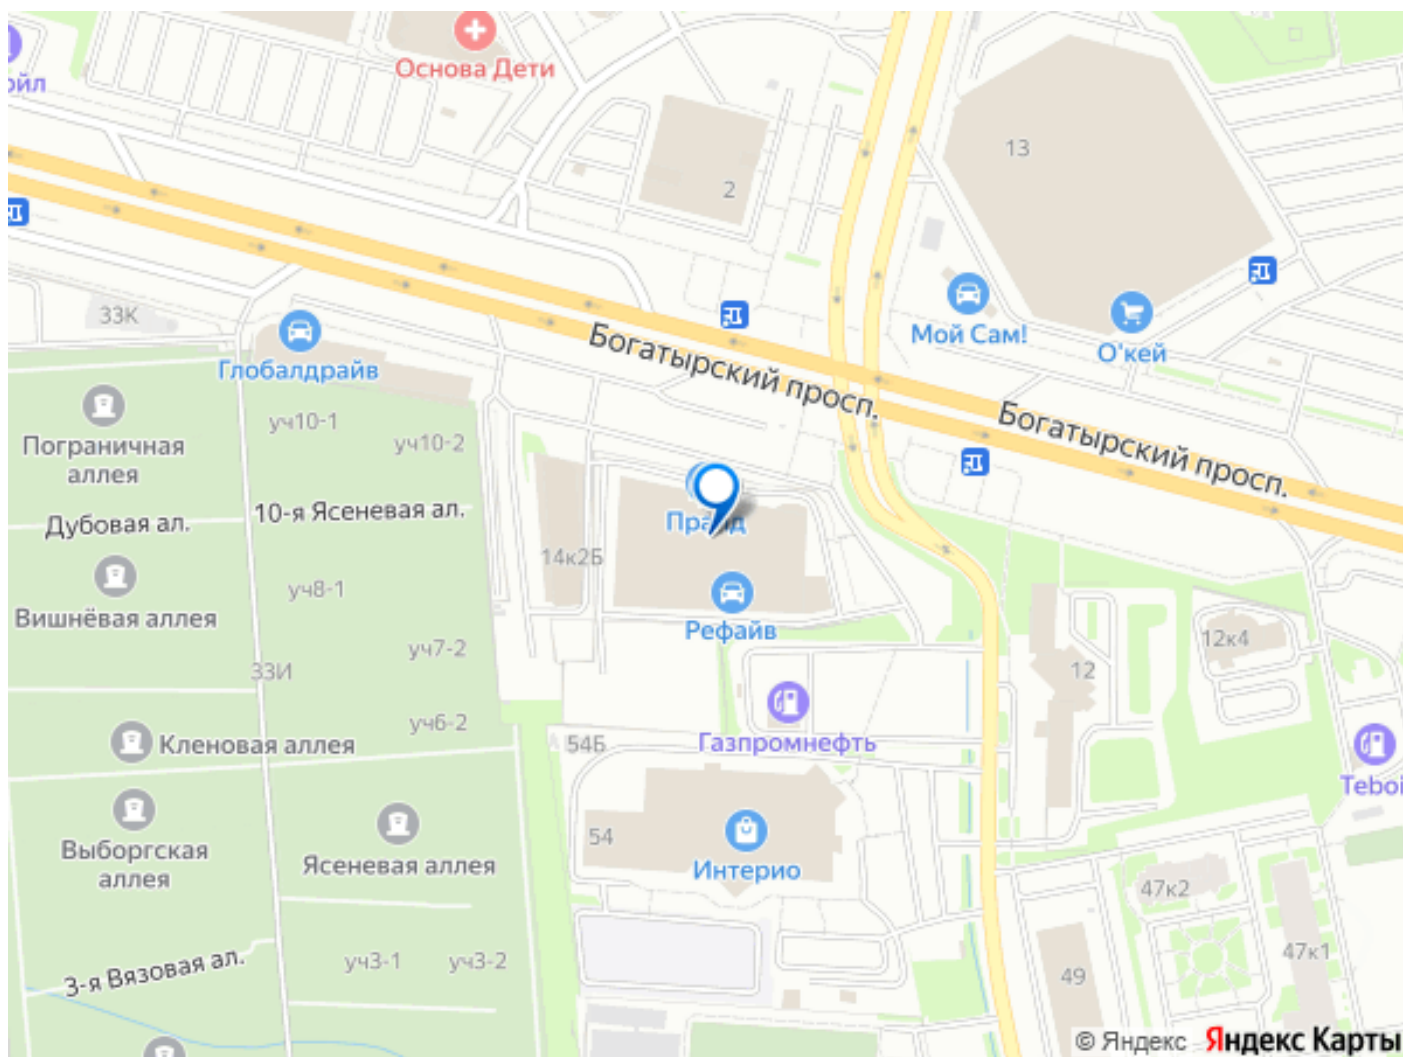 Основа Дети
ойл
13
2
33К
Глобалдрайв
Мой Сам!
О'кей
Богатырский просп.
Богатырский просп.
Пограничная
аллея
уч10-1
уч10-2
Дубовая ал.
10-я Ясеневая ал.
14к2Б
Рефайв
Вишнёвая аллея
уч8-1
уч7-2
33И
12
12к4
уч6-2
Кленовая аллея
54Б
Газпромнефть
Teboi
Выборгская
аллея
Ясеневая аллея
54
Интерио
47к2
47к1
3-я Вязовая ал.
уч3-1
уч3-2
49
© Яндекс Яндекс Карты